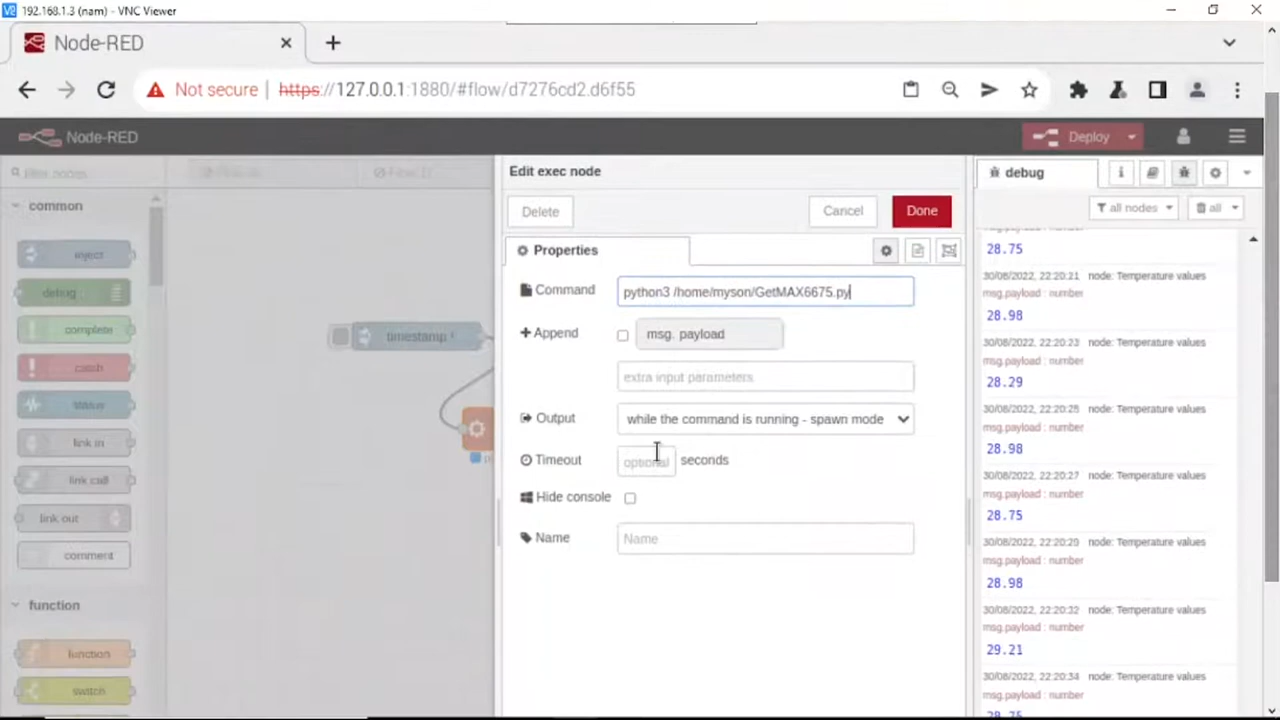 192.168.1.3 (nam) - VNC Viewer
Node-RED
Not secure | https://127.0.0.1:1880/#flow/d7276cd2.d6f55
Node-RED
Deploy
filter nodes
common
inject
debug
complete
catch
status
link in
link call
link out
comment
function
function
switch
timestamp
Edit exec node
Delete
Cancel
Done
Properties
Command
python3 /home/myson/GetMAX6675.py
Append
msg. payload
extra input parameters
Output
while the command is running - spawn mode
Timeout
optional
seconds
Hide console
Name
Name
debug
i
all nodes
all
28.75
30/08/2022, 22:20:21 node: Temperature values
msg.payload : number
28.98
30/08/2022, 22:20:23 node: Temperature values
msg.payload : number
28.29
30/08/2022, 22:20:25 node: Temperature values
msg.payload : number
28.98
30/08/2022, 22:20:27 node: Temperature values
msg.payload : number
28.75
30/08/2022, 22:20:29 node: Temperature values
msg.payload : number
28.98
30/08/2022, 22:20:32 node: Temperature values
msg.payload : number
29.21
30/08/2022, 22:20:34 node: Temperature values
msg.payload : number
28.75